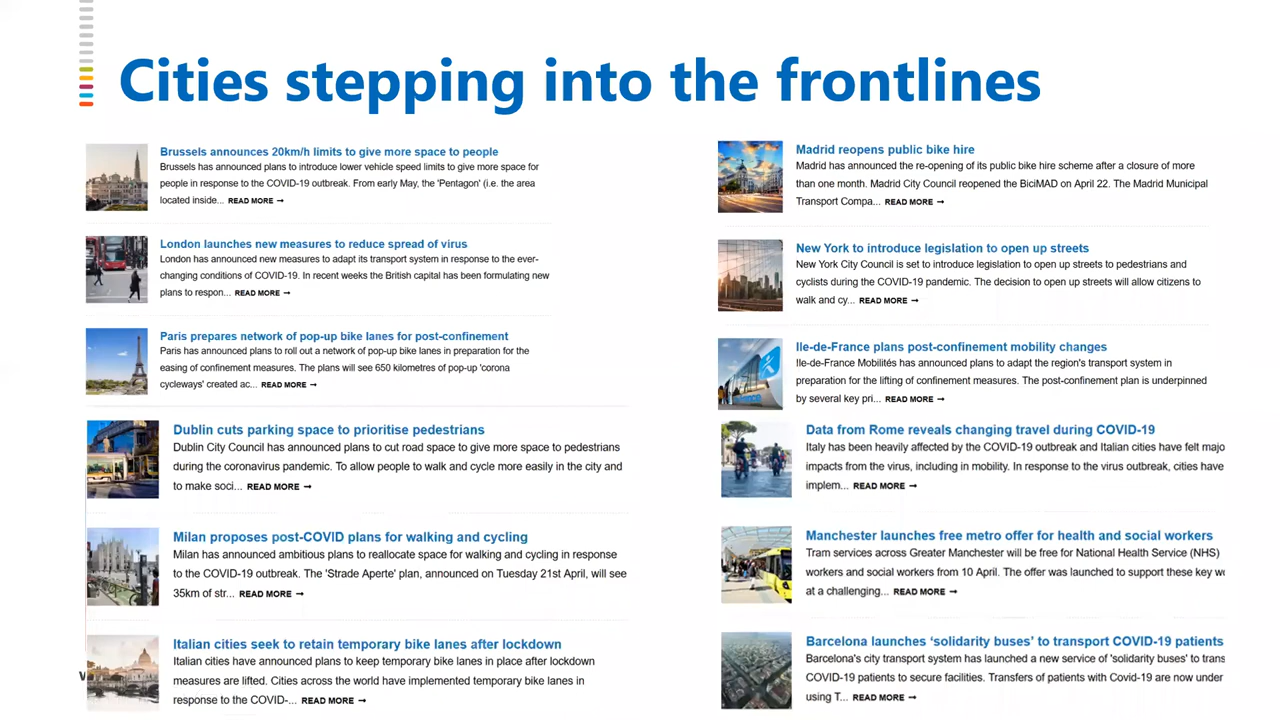 Cities stepping into the frontlines
Brussels announces 20km/h limits to give more space to people
Brussels has announced plans to introduce lower vehicle speed limits to give more space for
people in response to the COVID-19 outbreak. From early May, the 'Pentagon' (i.e. the area
located inside... READ MORE →
London launches new measures to reduce spread of virus
London has announced new measures to adapt its transport system in response to the ever-
changing conditions of COVID-19. In recent weeks the British capital has been formulating new
plans to respon... READ MORE →
Paris prepares network of pop-up bike lanes for post-confinement
Paris has announced plans to roll out a network of pop-up bike lanes in preparation for the
easing of confinement measures. The plans will see 650 kilometres of pop-up 'corona
cycleways' created ac... READ MORE →
Dublin cuts parking space to prioritise pedestrians
Dublin City Council has announced plans to cut road space to give more space to pedestrians
during the coronavirus pandemic. To allow people to walk and cycle more easily in the city and
to make soci... READ MORE →
Milan proposes post-COVID plans for walking and cycling
Milan has announced ambitious plans to reallocate space for walking and cycling in response
to the COVID-19 outbreak. The 'Strade Aperte' plan, announced on Tuesday 21st April, will see
35km of str... READ MORE →
Italian cities seek to retain temporary bike lanes after lockdown
Italian cities have announced plans to keep temporary bike lanes in place after lockdown
measures are lifted. Cities across the world have implemented temporary bike lanes in
response to the COVID-... READ MORE →
Madrid reopens public bike hire
Madrid has announced the re-opening of its public bike hire scheme after a closure of more
than one month. Madrid City Council reopened the BiciMAD on April 22. The Madrid Municipal
Transport Compa... READ MORE →
New York to introduce legislation to open up streets
New York City Council is set to introduce legislation to open up streets to pedestrians and
cyclists during the COVID-19 pandemic. The decision to open up streets will allow citizens to
walk and cy... READ MORE →
Ile-de-France plans post-confinement mobility changes
Ile-de-France Mobilités has announced plans to adapt the region's transport system in
preparation for the lifting of confinement measures. The post-confinement plan is underpinned
by several key pri... READ MORE →
Data from Rome reveals changing travel during COVID-19
Italy has been heavily affected by the COVID-19 outbreak and Italian cities have felt majo
impacts from the virus, including in mobility. In response to the virus outbreak, cities have
implem... READ MORE →
Manchester launches free metro offer for health and social workers
Tram services across Greater Manchester will be free for National Health Service (NHS)
workers and social workers from 10 April. The offer was launched to support these key wo
at a challenging... READ MORE →
Barcelona launches ‘solidarity buses’ to transport COVID-19 patients
Barcelona's city transport system has launched a new service of 'solidarity buses' to trans
COVID-19 patients to secure facilities. Transfers of patients with Covid-19 are now under
using T... READ MORE →